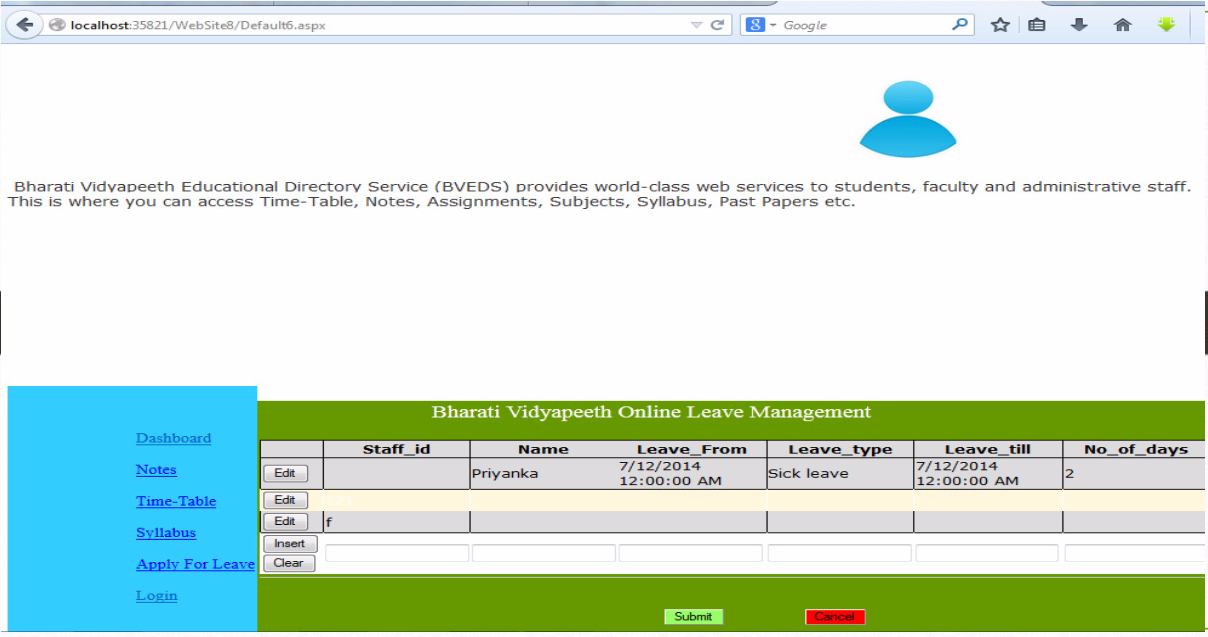 localhost:35821/WebSite8/Default6.aspx
8 Google
Bharati Vidyapeeth Educational Directory Service (BVEDS) provides world-class web services to students, faculty and administrative staff.
This is where you can access Time-Table, Notes, Assignments, Subjects, Syllabus, Past Papers etc.
Bharati Vidyapeeth Online Leave Management
Dashboard
Notes
Time-Table
Syllabus
Apply For Leave
Login
Staff_id Name Leave_From Leave_type Leave_till No_of_days
Edit Priyanka 7/12/2014 12:00:00 AM Sick leave 7/12/2014 12:00:00 AM 2
Edit
Edit f
Insert
Clear
Submit Cancel